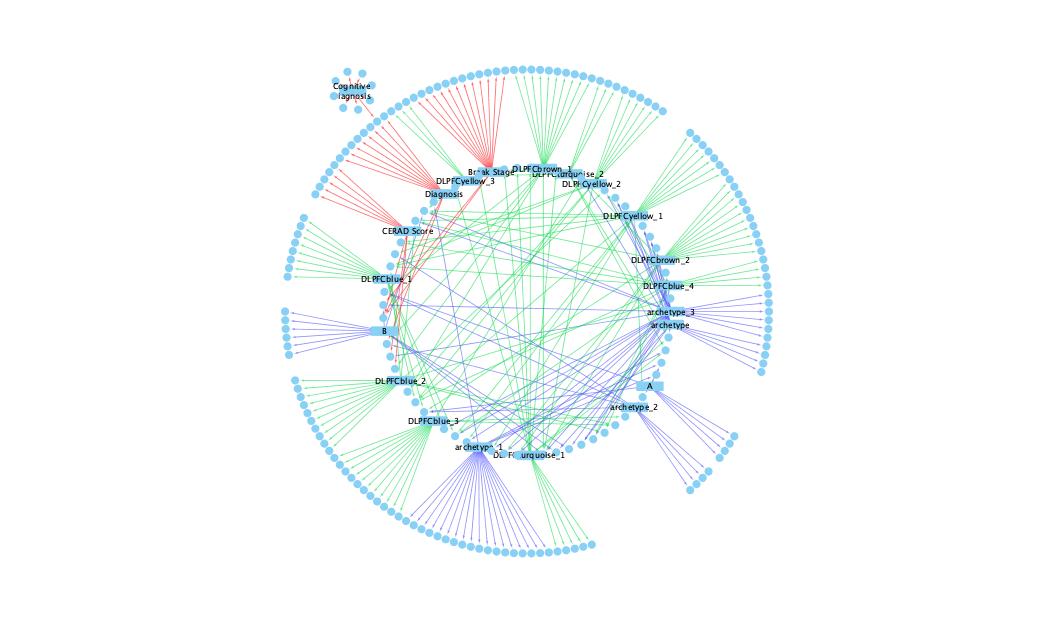 Cognitive
Diagnosis
Braak Stage
DLPFCbrown_1
DLPFCturquoise_2
DLPFCyellow_3
DLPFCyellow_2
Diagnosis
DLPFCyellow_1
CERAD Score
DLPFCbrown_2
DLPFCblue_1
DLPFCblue_4
archetype_3
archetype
B
DLPFCblue_2
A
archetype_2
DLPFCblue_3
archetype_1
DLPFCturquoise_1